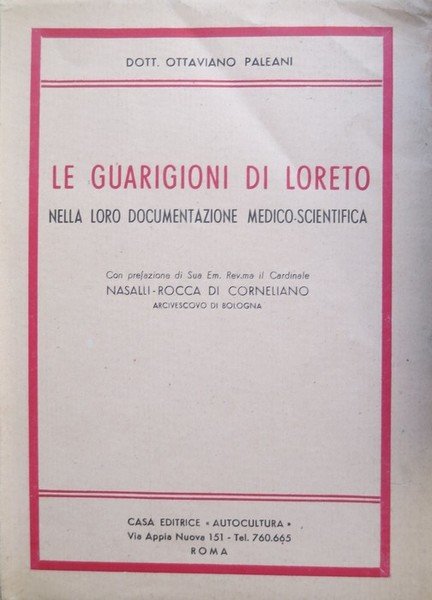 DOTT. OTTAVIANO PALEANI
LE GUARIGIONI DI LORETO
NELLA LORO DOCUMENTAZIONE MEDICO-SCIENTIFICA
Con prefazione di Sua Em. Rev.ma il Cardinale
NASALLI-ROCCA DI CORNELIANO
ARCIVESCOVO DI BOLOGNA
CASA EDITRICE «AUTOCULTURA»
Via Appia Nuova 151 - Tel. 760.665
ROMA